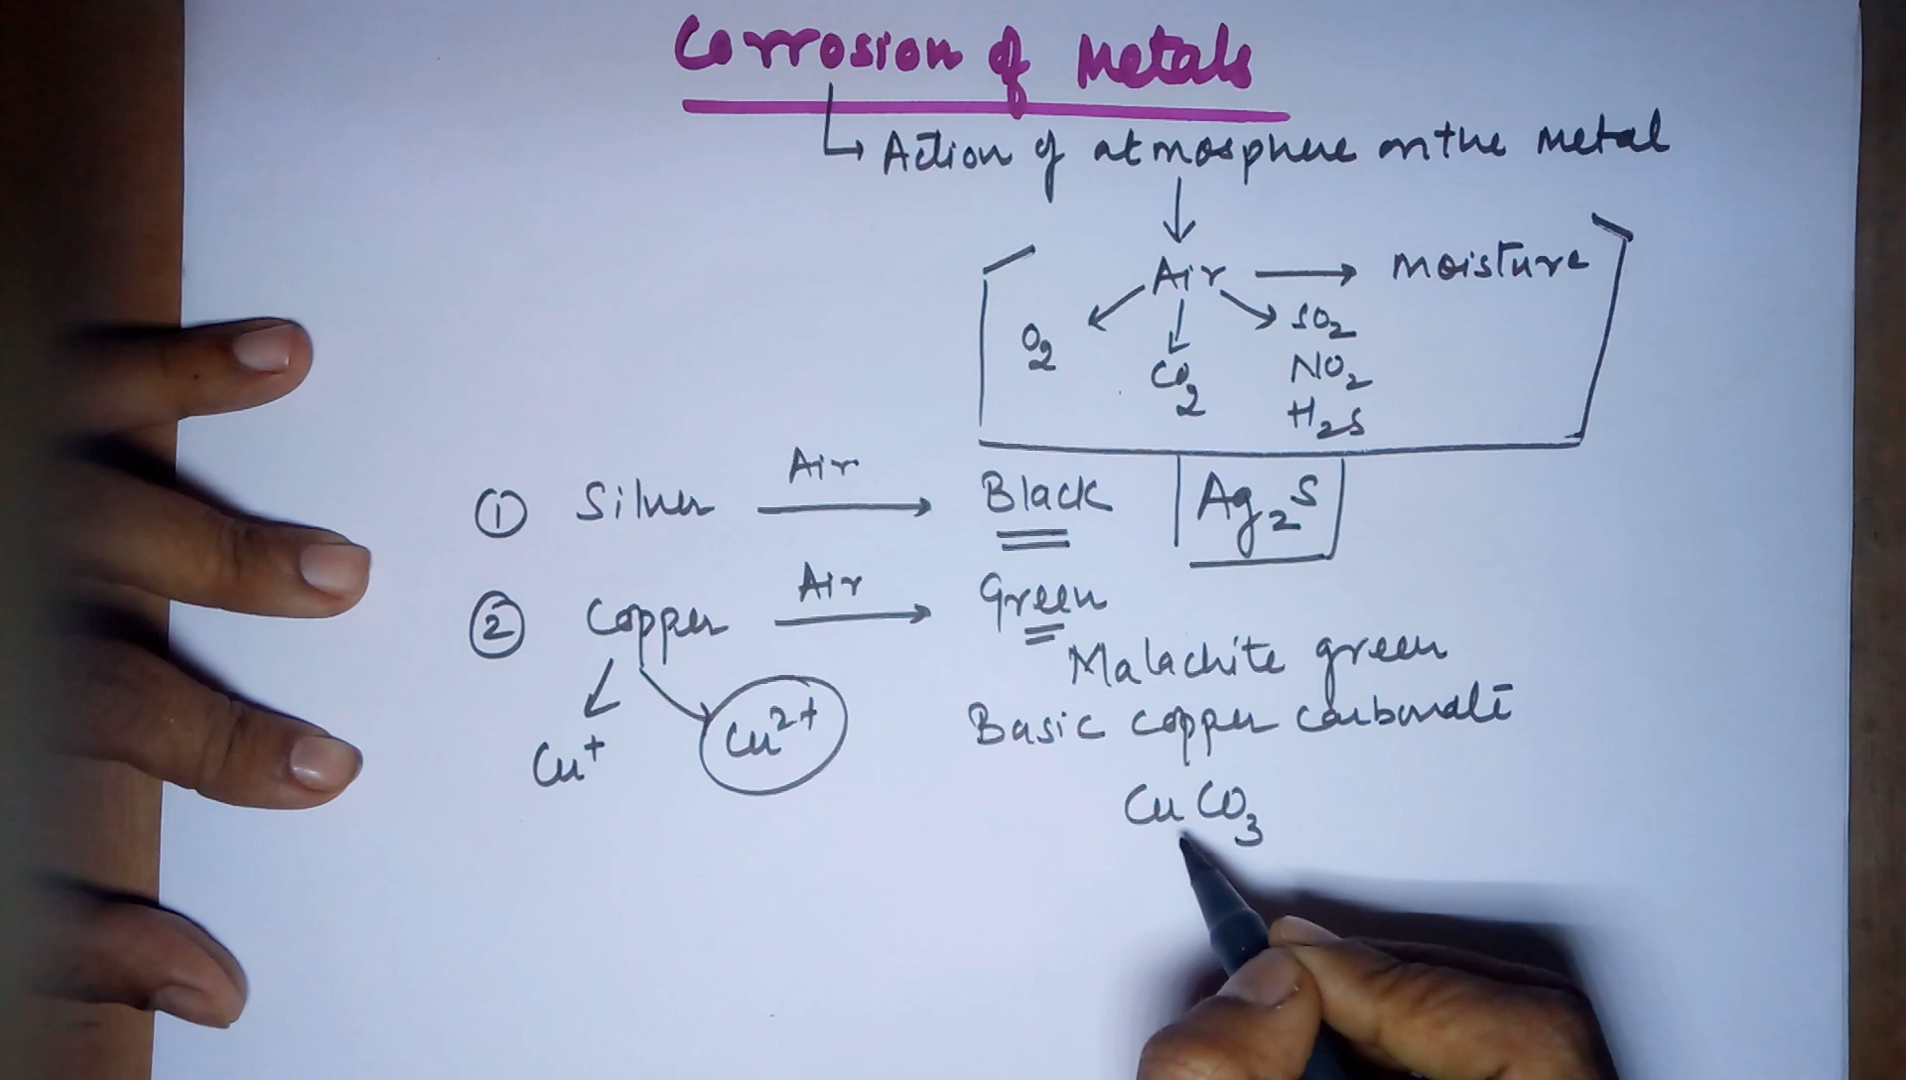 Corrosion of Metals
Action of atmosphere on the metal
Air → Moisture
O2 CO2 SO2
NO2
H2S
① Silver Air → Black Ag2S
② Copper Air → Green
Malachite green
Cu+ Cu2+ Basic copper carbonate
CuCO3